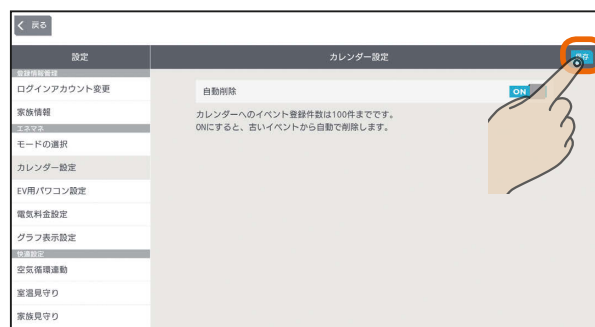 戻る
設定
カレンダー設定
保存
登録情報管理
ログインアカウント変更
自動削除
ON
家族情報
カレンダーへのイベント登録件数は100件までです。
ONにすると、古いイベントから自動で削除します。
エネマネ
モードの選択
カレンダー設定
EV用パワコン設定
電気料金設定
グラフ表示設定
快適設定
空気循環連動
室温見守り
家族見守り